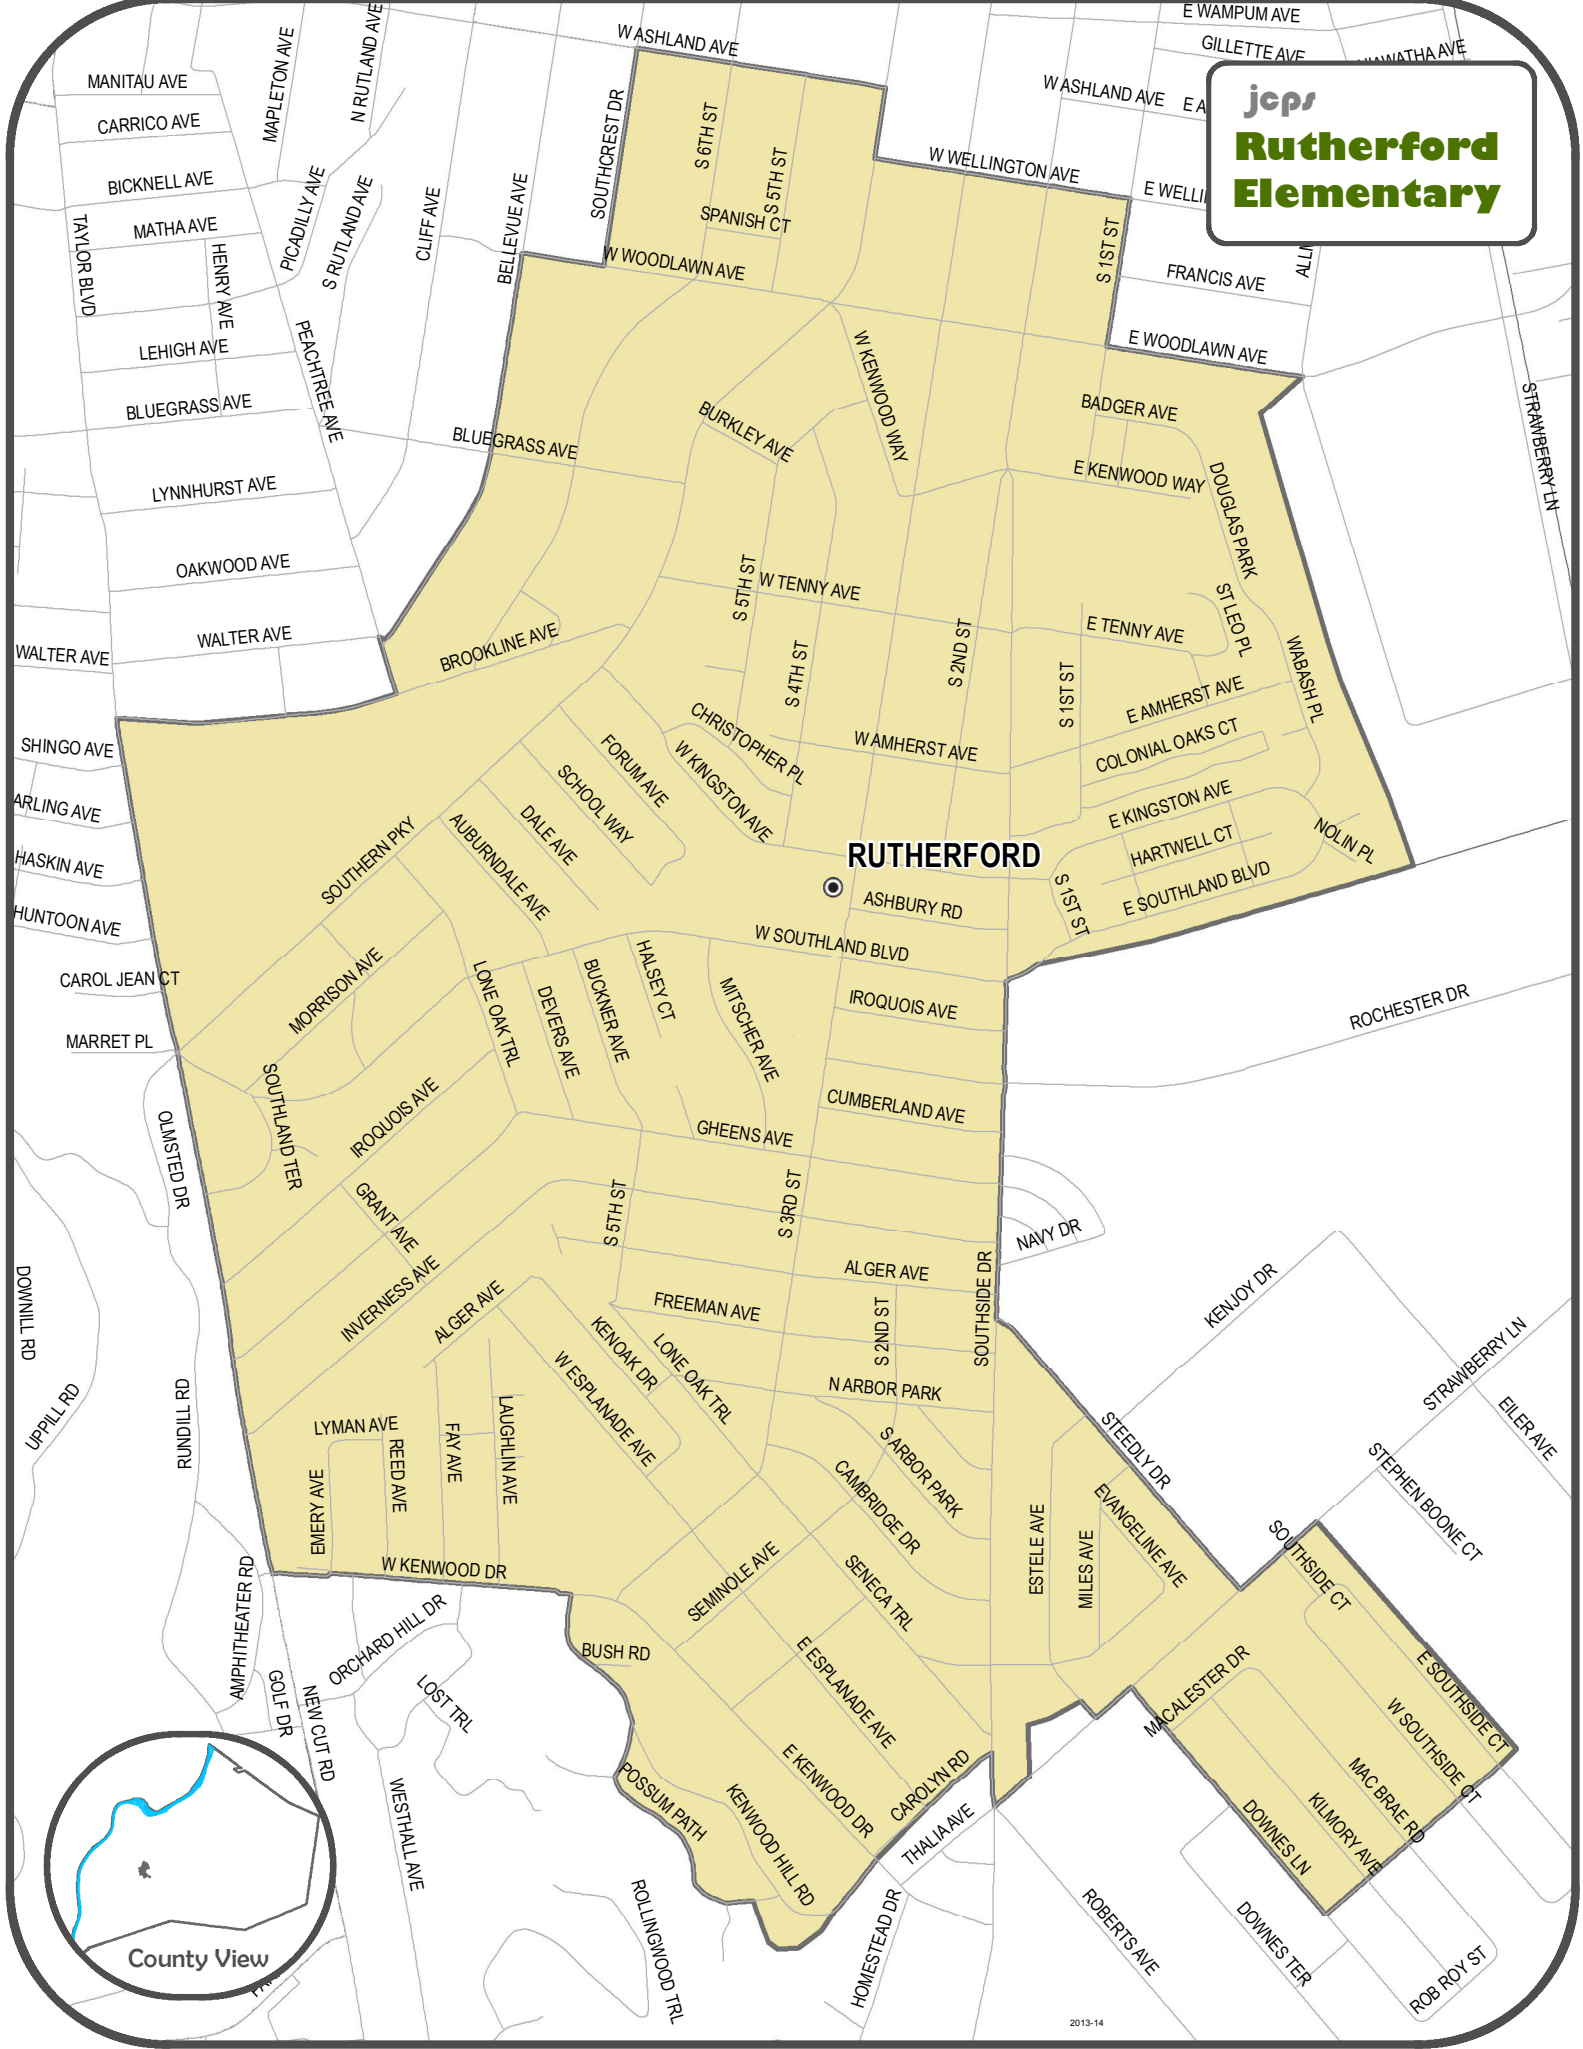 E WAMPUM AVE
W ASHLAND AVE
GILLETTE AVE
MANITAU AVE
MAPLETON AVE
N RUTLAND AVE
SOUTHCREST DR
W ASHLAND AVE
E A
jcps
Rutherford
Elementary
CARRICO AVE
S 6TH ST
S 5TH ST
W WELLINGTON AVE
E WELLI
BICKNELL AVE
PICADILLY AVE
S RUTLAND AVE
CLIFF AVE
BELLEVUE AVE
MATHA AVE
TAYLOR BLVD
HENRY AVE
SPANISH CT
W WOODLAWN AVE
S 1ST ST
FRANCIS AVE
E WOODLAWN AVE
LEHIGH AVE
PEACHTREE AVE
W KENWOOD WAY
BLUEGRASS AVE
BLUEGRASS AVE
BURKLEY AVE
BADGER AVE
STRAWBERRY LN
E KENWOOD WAY
DOUGLAS PARK
LYNNHURST AVE
OAKWOOD AVE
S 5TH ST
W TENNY AVE
E TENNY AVE
ST LEO PL
WALTER AVE
WALTER AVE
BROOKLINE AVE
S 4TH ST
S 2ND ST
S 1ST ST
WABASH PL
E AMHERST AVE
CHRISTOPHER PL
W AMHERST AVE
COLONIAL OAKS CT
SHINGO AVE
FORUM AVE
W KINGSTON AVE
SCHOOL WAY
E KINGSTON AVE
ARLING AVE
DALE AVE
AUBURNDALE AVE
SOUTHERN PKY
HARTWELL CT
NOLIN PL
RUTHERFORD
HASKIN AVE
ASHBURY RD
S 1ST ST
E SOUTHLAND BLVD
HUNTOON AVE
W SOUTHLAND BLVD
CAROL JEAN CT
MORRISON AVE
LONE OAK TRL
DEVERS AVE
BUCKNER AVE
HALSEY CT
MITSCHER AVE
IROQUOIS AVE
ROCHESTER DR
MARRET PL
SOUTHLAND TER
IROQUOIS AVE
CUMBERLAND AVE
OLMSTED DR
GHEENS AVE
GRANT AVE
S 5TH ST
S 3RD ST
NAVY DR
DOWNILL RD
INVERNESS AVE
ALGER AVE
ALGER AVE
SOUTHSIDE DR
KENJOY DR
FREEMAN AVE
S 2ND ST
KENOAK DR
LONE OAK TRL
STRAWBERRY LN
UPPILL RD
RUNDILL RD
W ESPLANADE AVE
N ARBOR PARK
EILER AVE
LYMAN AVE
REED AVE
FAY AVE
LAUGHLIN AVE
S ARBOR PARK
STEEDLY DR
STEPHEN BOONE CT
EMERY AVE
CAMBRIDGE DR
EVANGELINE AVE
ESTELE AVE
MILES AVE
SOUTHSIDE CT
W KENWOOD DR
SENECA TRL
SEMINOLE AVE
AMPHITHEATER RD
ORCHARD HILL DR
BUSH RD
E ESPLANADE AVE
MACALESTER DR
E SOUTHSIDE CT
GOLF DR
NEW CUT RD
LOST TRL
W SOUTHSIDE CT
E KENWOOD DR
CAROLYN RD
MAC BRAE RD
POSSUM PATH
KENWOOD HILL RD
WESTHALL AVE
THALIA AVE
DOWNES LN
KILMORY AVE
ROLLINGWOOD TRL
HOMESTEAD DR
ROBERTS AVE
DOWNES TER
ROB ROY ST
County View
2013-14